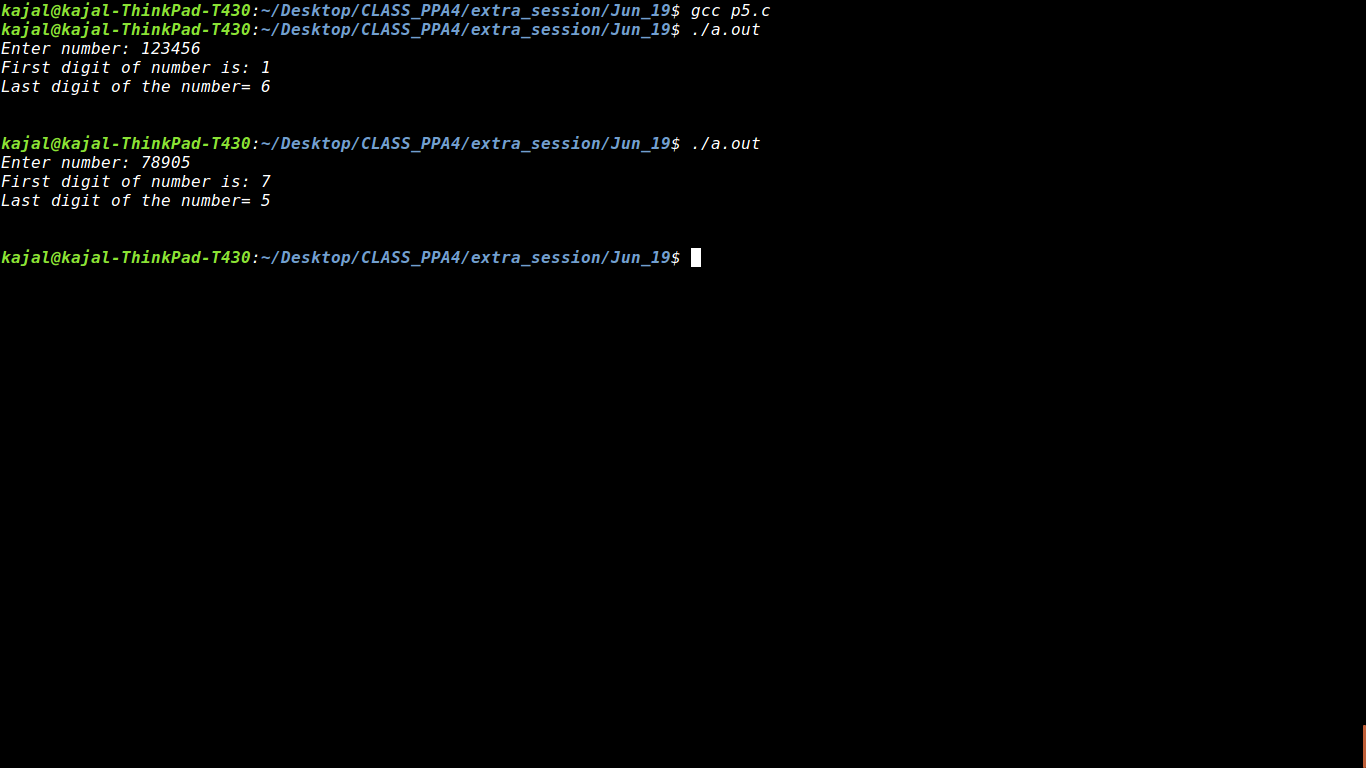 kajal@kajal-ThinkPad-T430:~/Desktop/CLASS_PPA4/extra_session/Jun_19$ gcc p5.c
kajal@kajal-ThinkPad-T430:~/Desktop/CLASS_PPA4/extra_session/Jun_19$ ./a.out
Enter number: 123456
First digit of number is: 1
Last digit of the number= 6
kajal@kajal-ThinkPad-T430:~/Desktop/CLASS_PPA4/extra_session/Jun_19$ ./a.out
Enter number: 78905
First digit of number is: 7
Last digit of the number= 5
kajal@kajal-ThinkPad-T430:~/Desktop/CLASS_PPA4/extra_session/Jun_19$